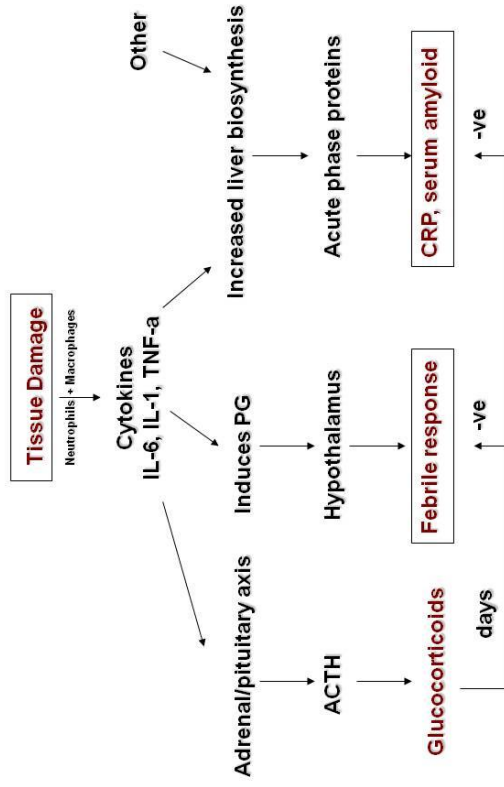 Tissue Damage
Neutrophils + Macrophages
Cytokines
IL-6, IL-1, TNF-a
Other
Adrenal/pituitary axis
Induces PG
Increased liver biosynthesis
ACTH
Hypothalamus
Acute phase proteins
Glucocorticoids
Febrile response
CRP, serum amyloid
days
-ve
-ve